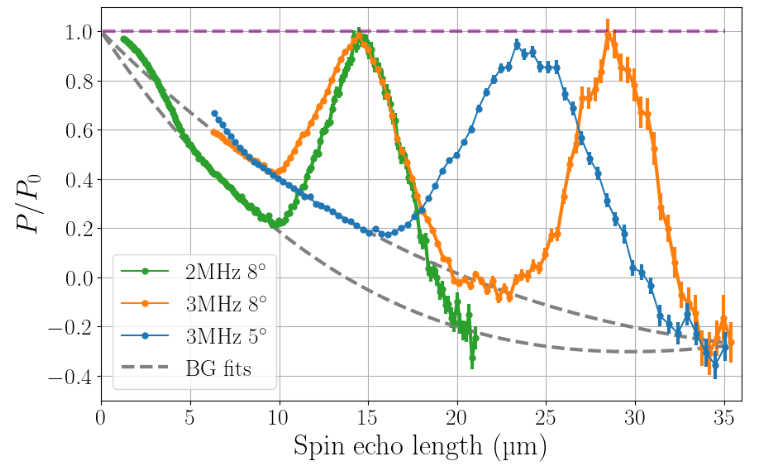 P/P₀
1.0
0.8
0.6
0.4
0.2
0.0
−0.2
−0.4
2MHz 8°
3MHz 8°
3MHz 5°
BG fits
0 5 10 15 20 25 30 35
Spin echo length (µm)